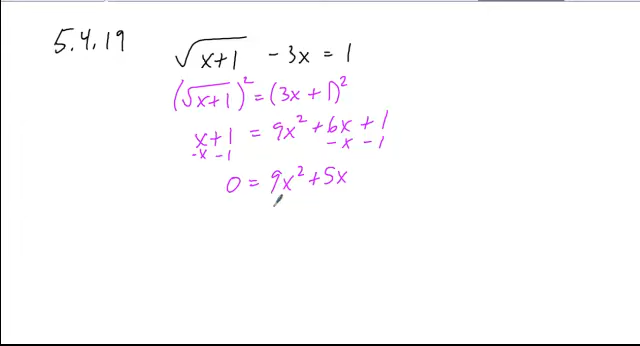 5.4.19
√(x+1) - 3x = 1
(√(x+1))² = (3x + 1)²
x + 1 = 9x² + 6x + 1
-x -1 -x -1
0 = 9x² + 5x